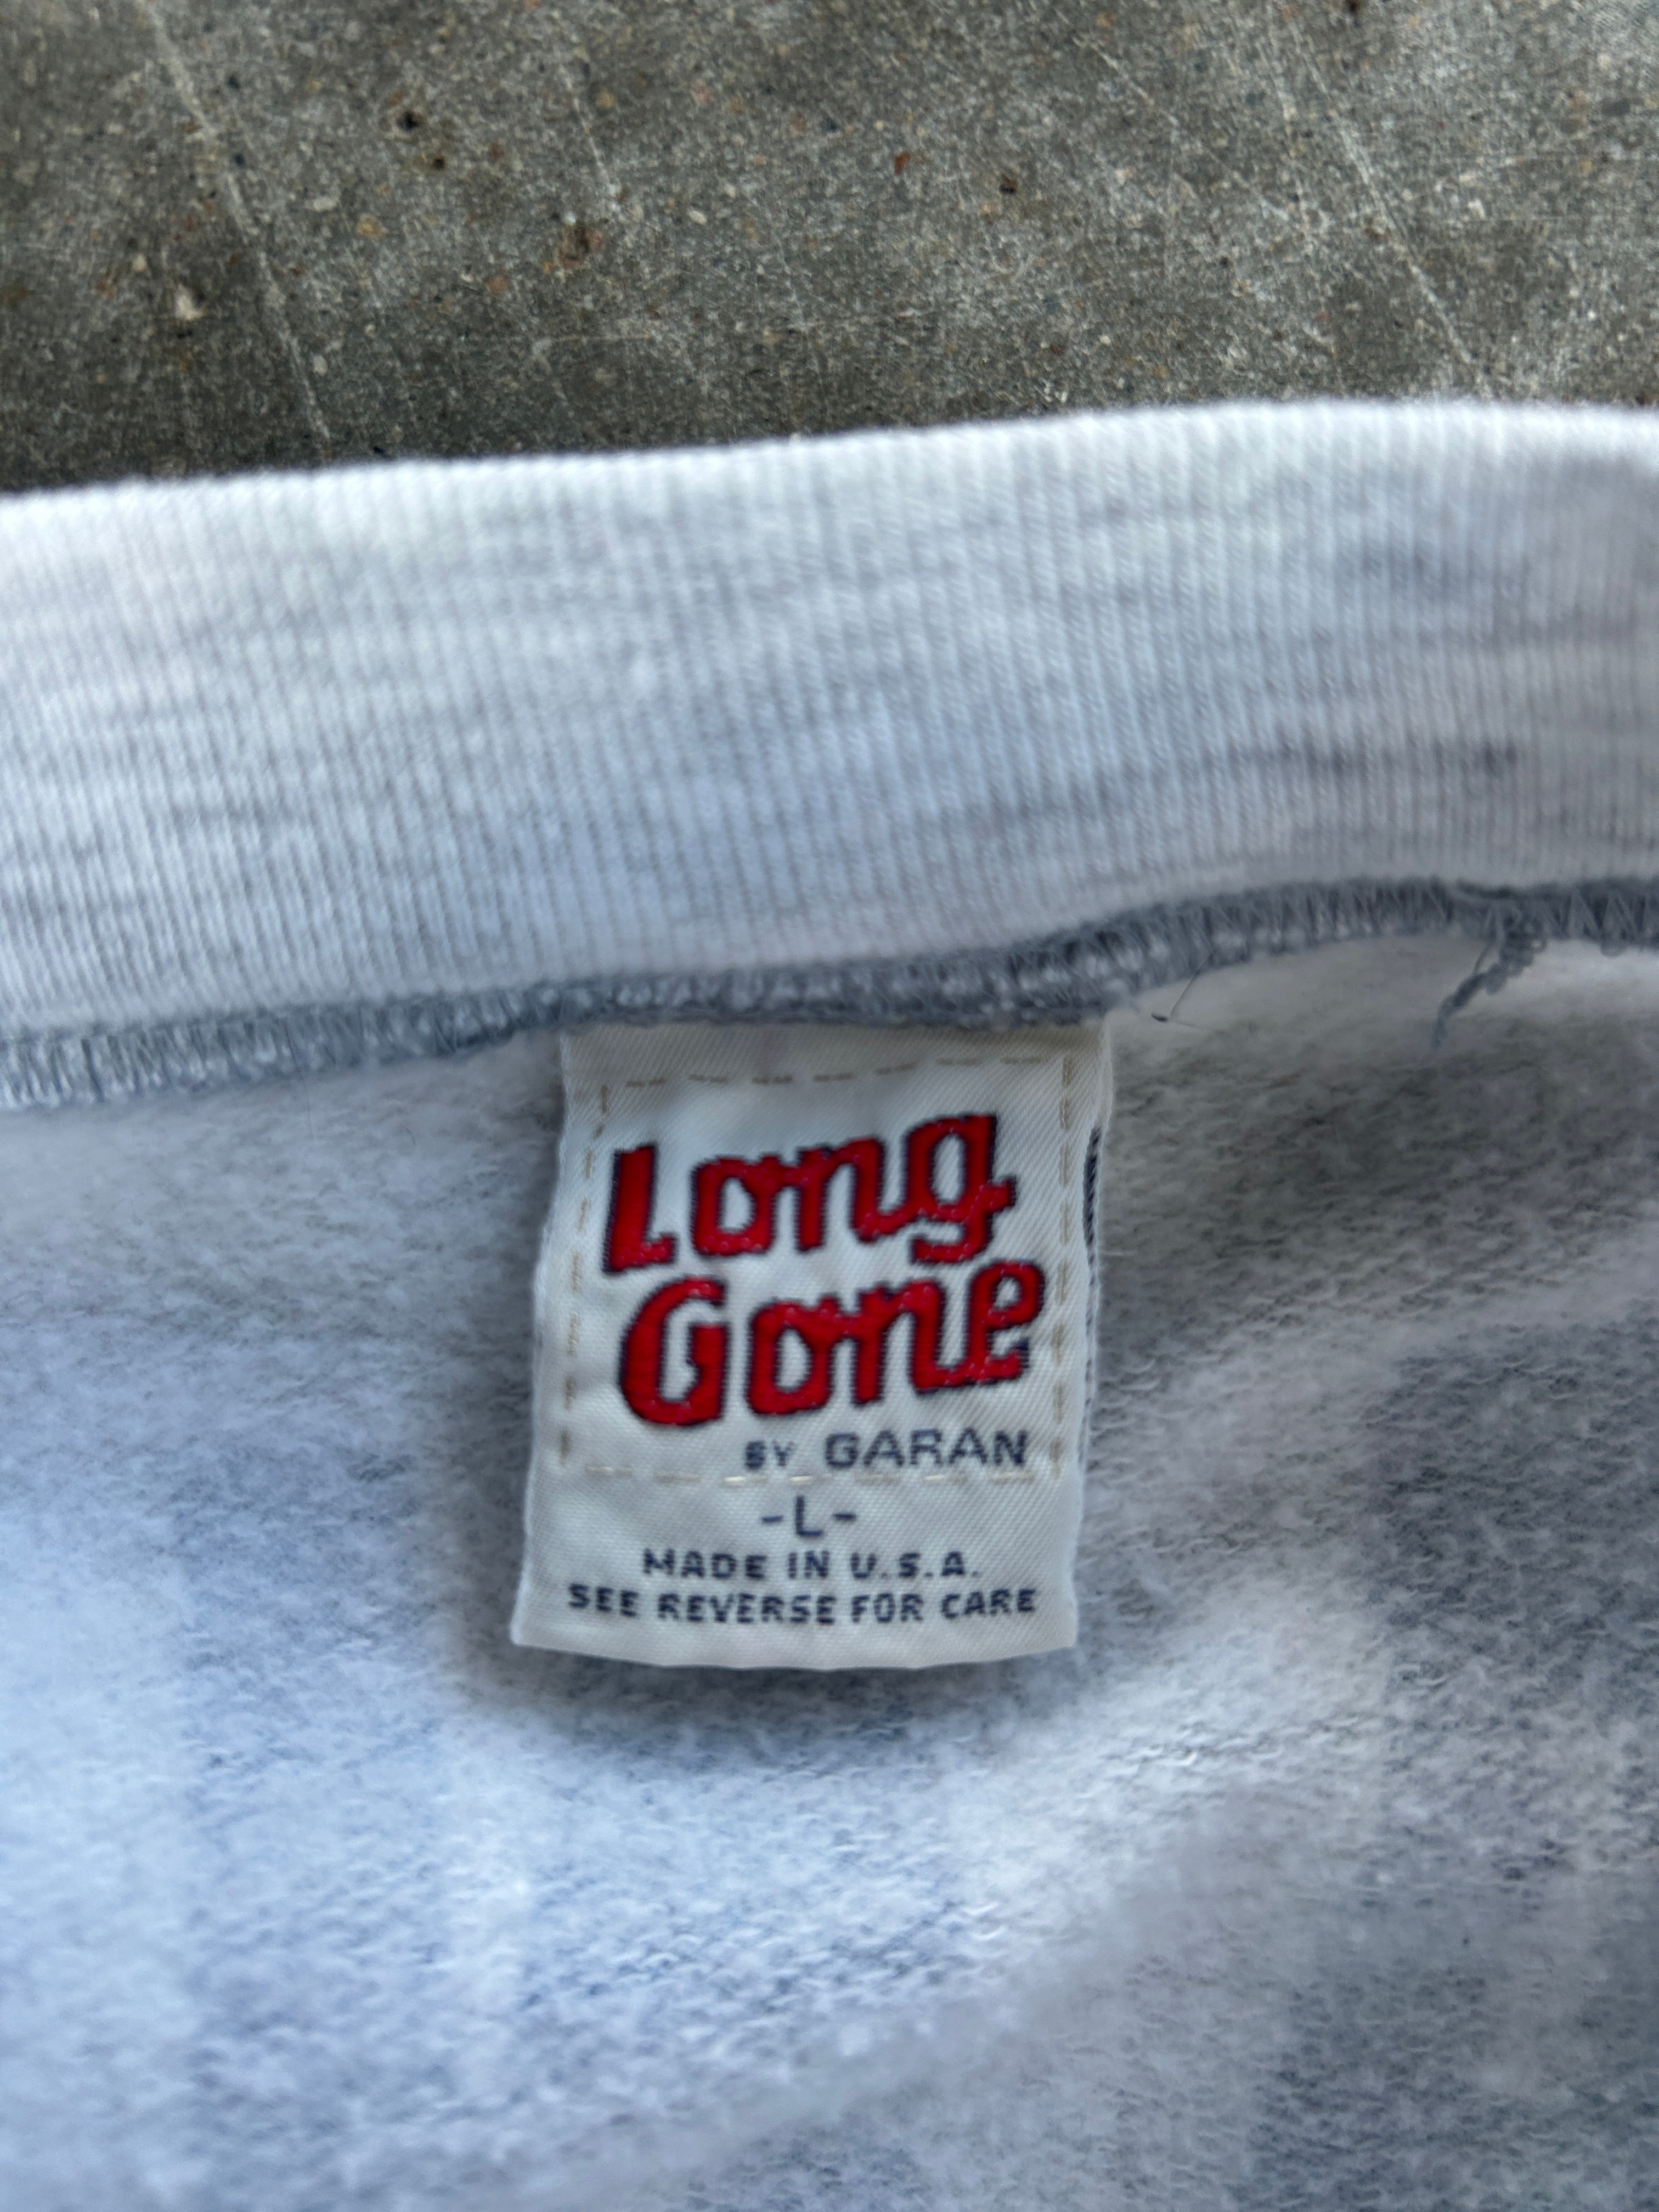 Long
Gone
BY GARAN
-L-
MADE IN U.S.A.
SEE REVERSE FOR CARE